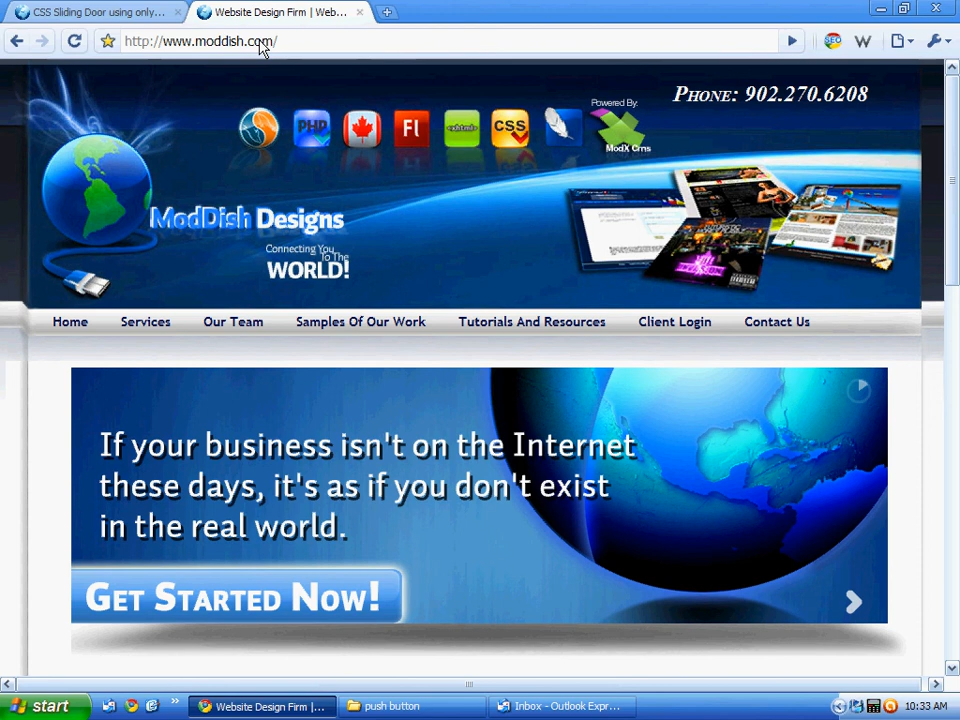 CSS Sliding Door using only...
Website Design Firm | Web...
http://www.moddish.com/
SEO
W
PHONE: 902.270.6208
Powered By:
PHP
Fl
xhtml
CSS
ModX Cms
ModDish Designs
Connecting You
To The
WORLD!
Home
Services
Our Team
Samples Of Our Work
Tutorials And Resources
Client Login
Contact Us
If your business isn't on the Internet
these days, it's as if you don't exist
in the real world.
GET STARTED NOW!
start
Website Design Firm |...
push button
Inbox - Outlook Expr...
10:33 AM